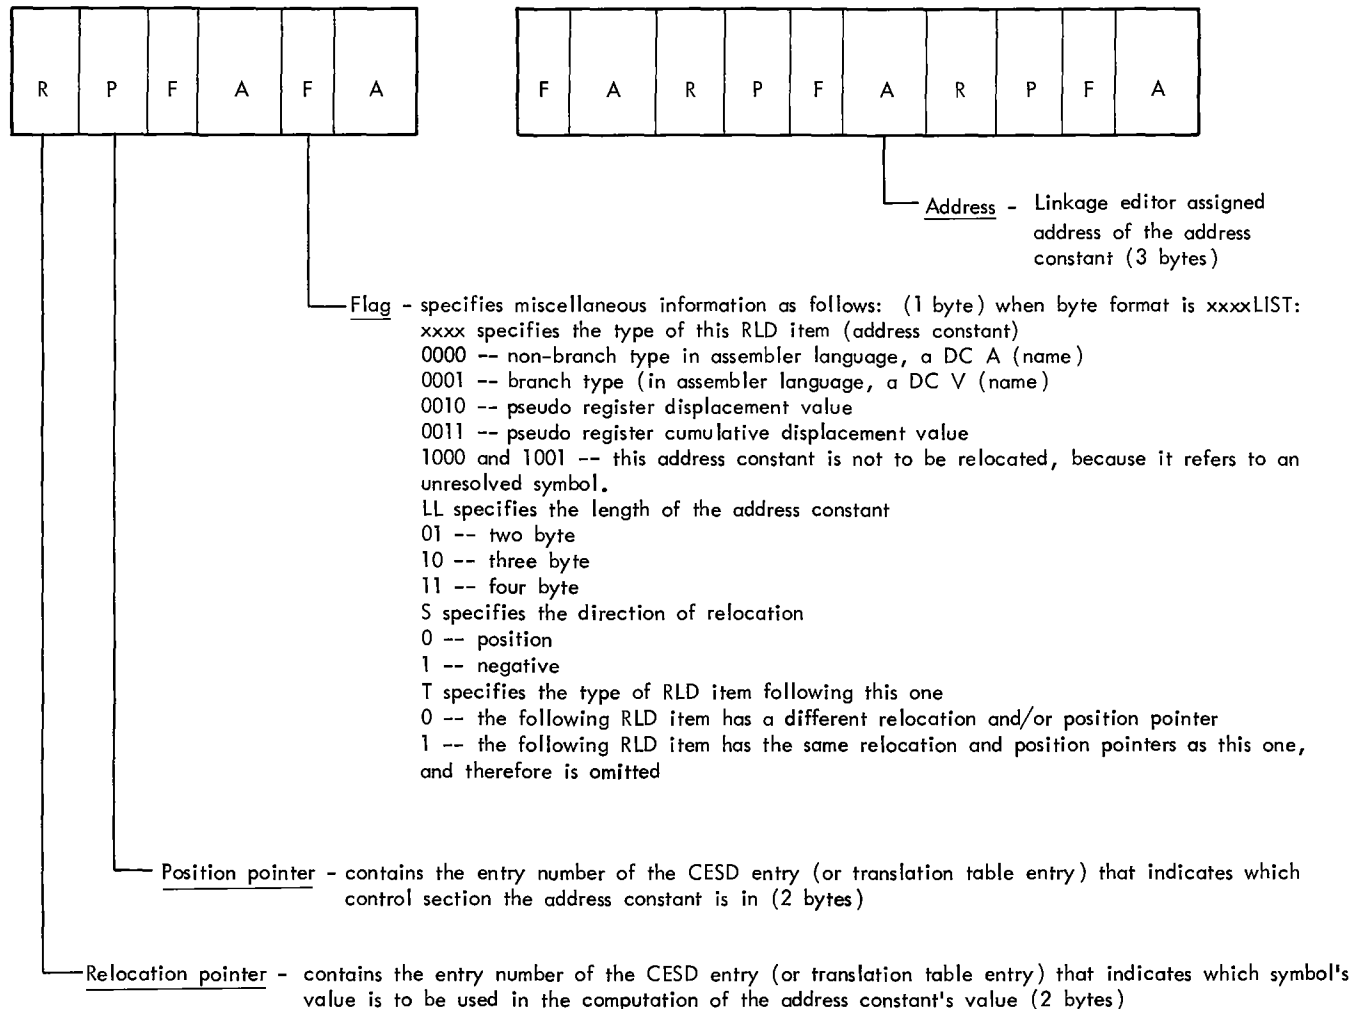 R P F A F A F A R P F A R P F A
Address - Linkage editor assigned
address of the address
constant (3 bytes)
Flag - specifies miscellaneous information as follows: (1 byte) when byte format is xxxxLIST:
xxxx specifies the type of this RLD item (address constant)
0000 -- non-branch type in assembler language, a DC A (name)
0001 -- branch type (in assembler language, a DC V (name)
0010 -- pseudo register displacement value
0011 -- pseudo register cumulative displacement value
1000 and 1001 -- this address constant is not to be relocated, because it refers to an
unresolved symbol.
LL specifies the length of the address constant
01 -- two byte
10 -- three byte
11 -- four byte
S specifies the direction of relocation
0 -- position
1 -- negative
T specifies the type of RLD item following this one
0 -- the following RLD item has a different relocation and/or position pointer
1 -- the following RLD item has the same relocation and position pointers as this one,
and therefore is omitted
Position pointer - contains the entry number of the CESD entry (or translation table entry) that indicates which
control section the address constant is in (2 bytes)
Relocation pointer - contains the entry number of the CESD entry (or translation table entry) that indicates which symbol's
value is to be used in the computation of the address constant's value (2 bytes)